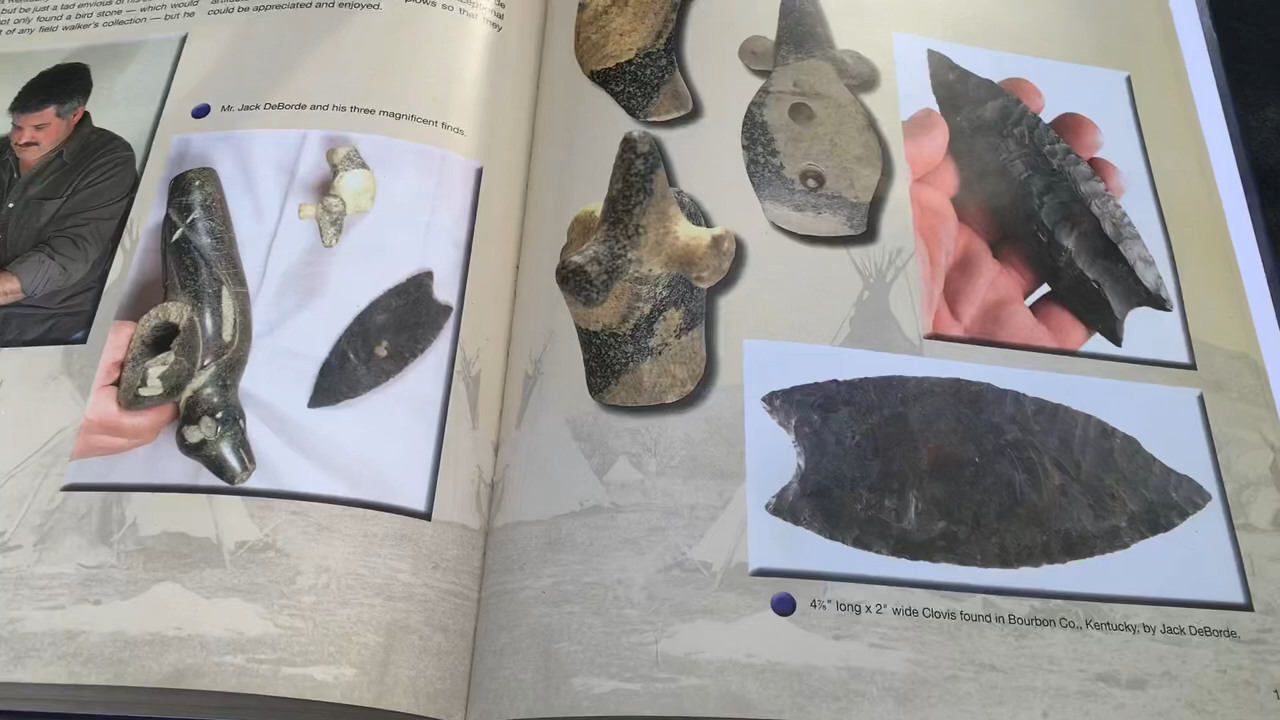 but be just a tad envious of his
not only found a bird stone — which would
of any field walker's collection — but he
could be appreciated and enjoyed.
plows so that they
Mr. Jack DeBorde and his three magnificent finds.
4⅞" long x 2" wide Clovis found in Bourbon Co., Kentucky, by Jack DeBorde.